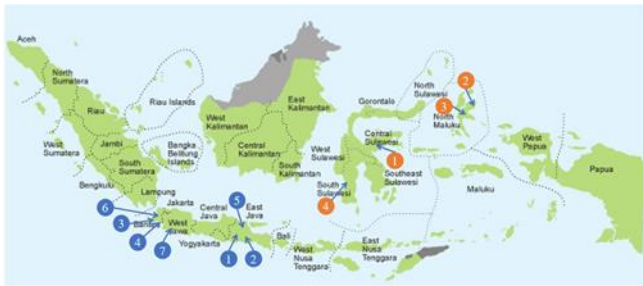 Aceh
North
Sumatera
Riau
Riau Islands
West
Sumatera
Jambi
Bangka
Belitung
Islands
South
Sumatera
Bengkulu
Lampung
West
Kalimantan
East
Kalimantan
Central
Kalimantan
South
Kalimantan
Gorontalo
North
Sulawesi
2
3
North
Maluku
West
Sulawesi
Central
Sulawesi
1
South
Sulawesi
4
Southeast
Sulawesi
Maluku
West
Papua
Papua
6
3
4
7
Jakarta
West
Central
Java
Yogyakarta
5
East
Java
1
2
Bali
West
Nusa
Tenggara
East
Nusa
Tenggara